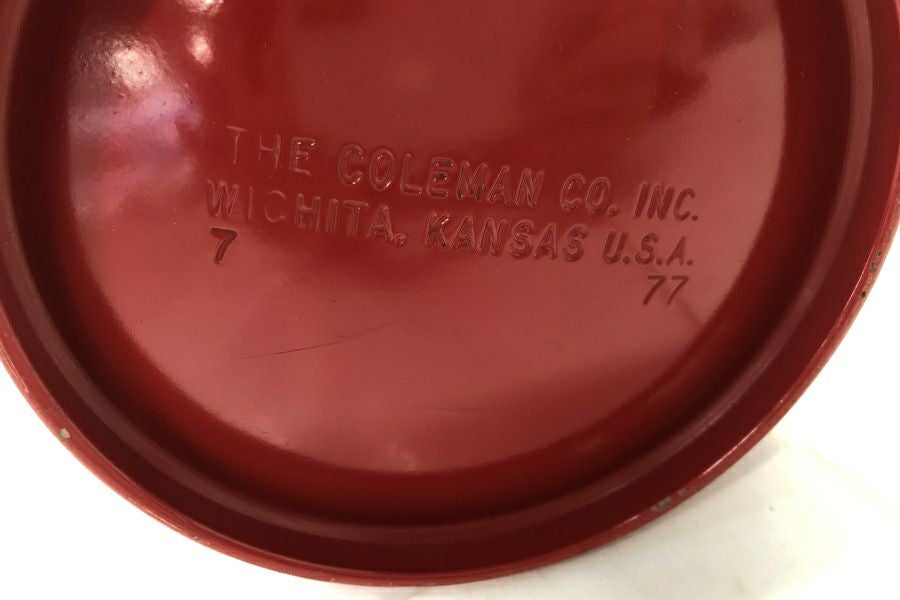 THE COLEMAN CO. INC.
WICHITA, KANSAS U.S.A.
7 77